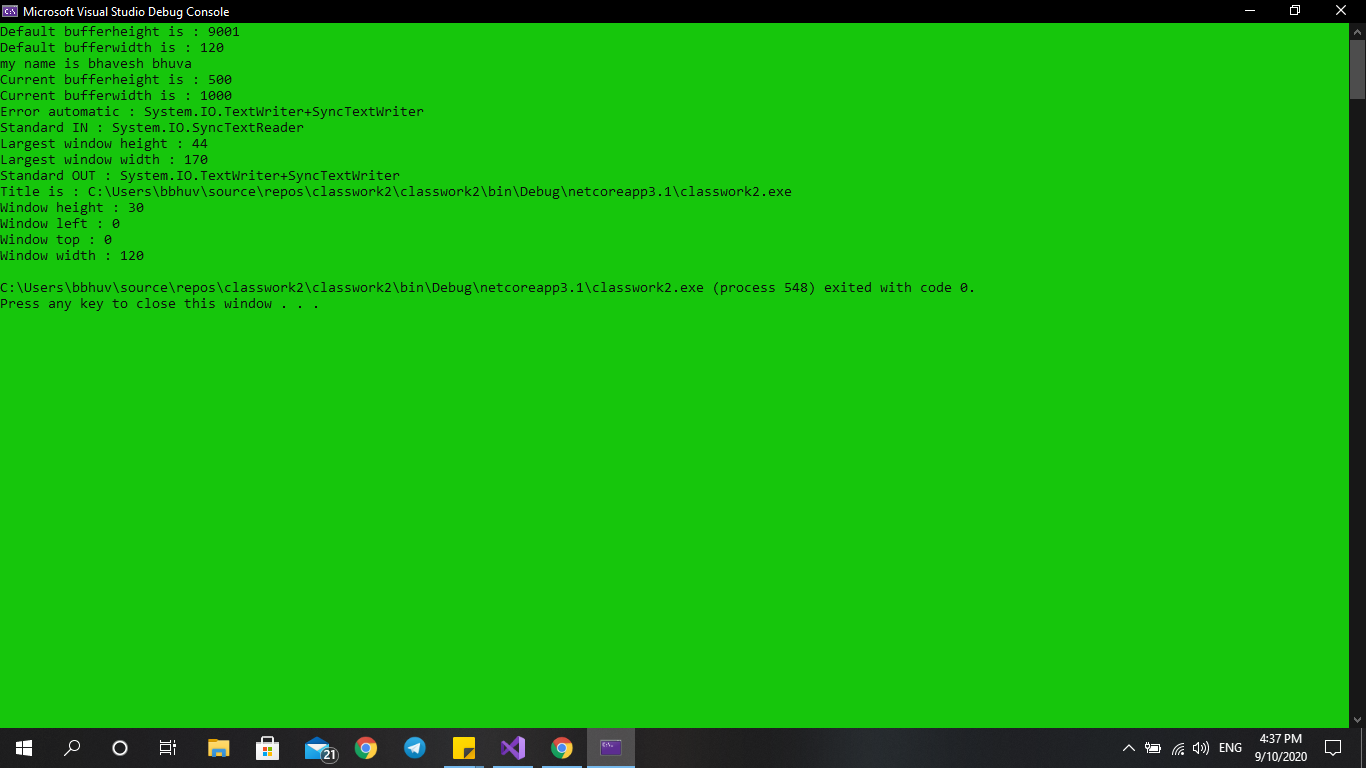 Microsoft Visual Studio Debug Console
Default bufferheight is : 9001
Default bufferwidth is : 120
my name is bhavesh bhuva
Current bufferheight is : 500
Current bufferwidth is : 1000
Error automatic : System.IO.TextWriter+SyncTextWriter
Standard IN : System.IO.SyncTextReader
Largest window height : 44
Largest window width : 170
Standard OUT : System.IO.TextWriter+SyncTextWriter
Title is : C:\Users\bbhuv\source\repos\classwork2\classwork2\bin\Debug\netcoreapp3.1\classwork2.exe
Window height : 30
Window left : 0
Window top : 0
Window width : 120
C:\Users\bbhuv\source\repos\classwork2\classwork2\bin\Debug\netcoreapp3.1\classwork2.exe (process 548) exited with code 0.
Press any key to close this window . . .
21
ENG
4:37 PM
9/10/2020